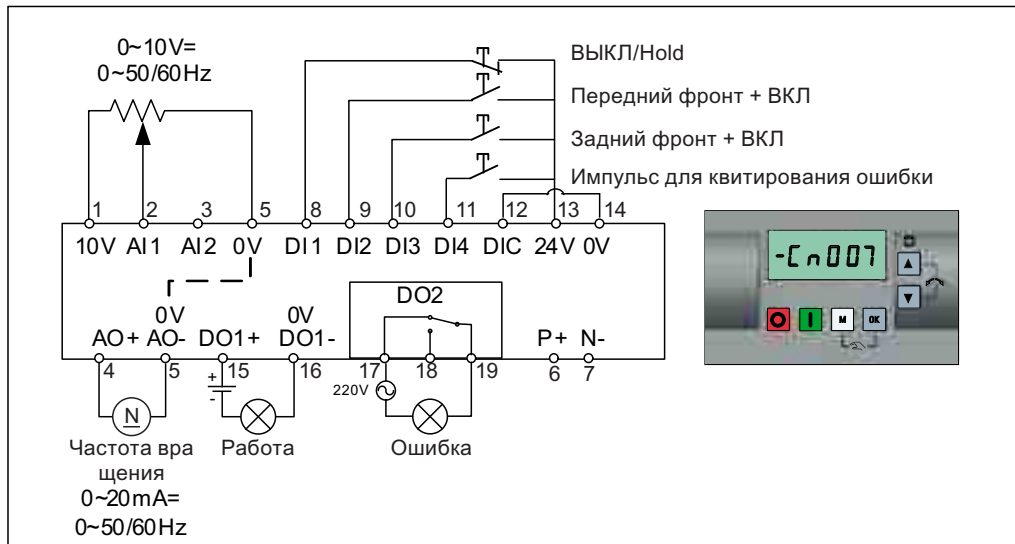 0~10V=
0~50/60Hz
ВЫКЛ/Hold
Передний фронт + ВКЛ
Задний фронт + ВКЛ
Импульс для квитирования ошибки
1 2 3 5 8 9 10 11 12 13 14
10V AI1 AI2 0V DI1 DI2 DI3 DI4 DIC 24V 0V
-Cn007
M OK
DO2
0V 0V
AO+ AO- DO1+ DO1- P+ N-
4 5 15 16 17 18 19 6 7
+
-
220V
N
Частота вра
щения
Работа
Ошибка
0~20mA=
0~50/60Hz